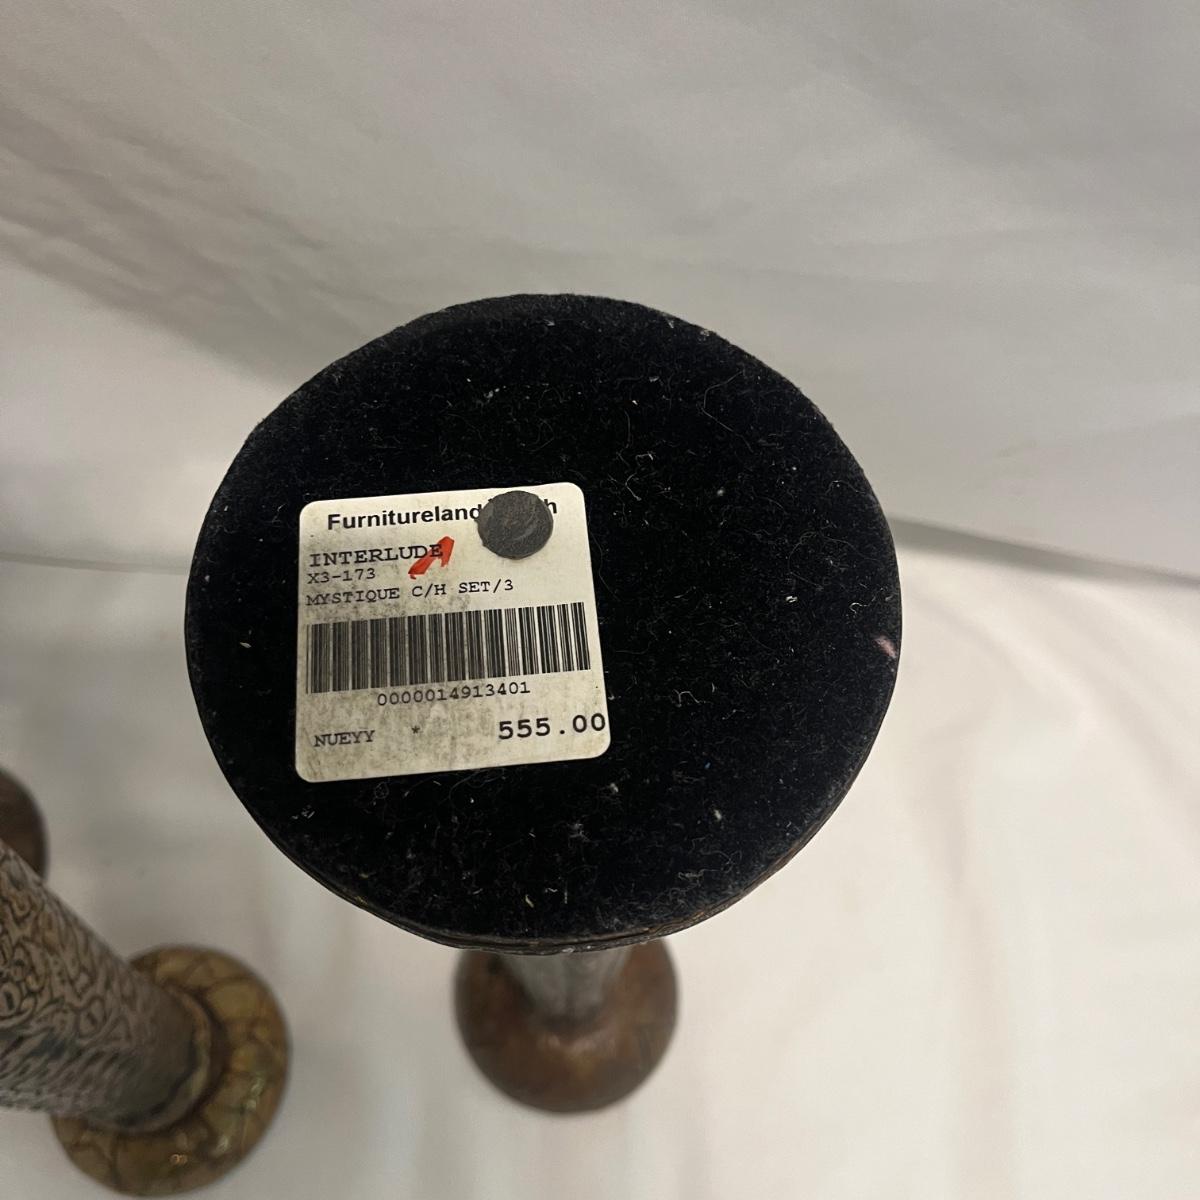 Furnitureland
INTERLUDE
X3-173
MYSTIQUE C/H SET/3
0000014913401
NUEYY * 555.00